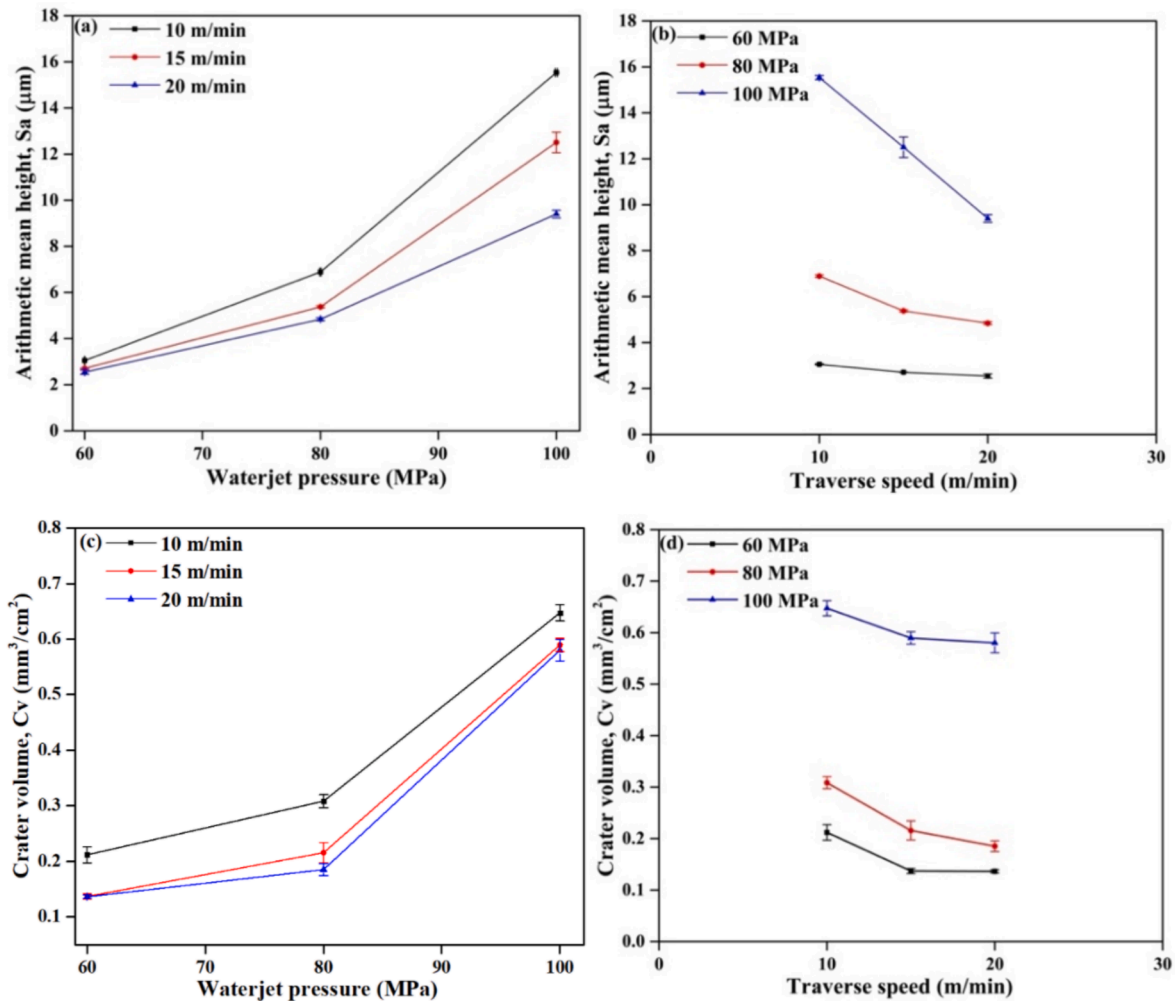 (a)
10 m/min
15 m/min
20 m/min
18
16
14
12
10
8
6
4
2
0
60
70
80
90
100
Arithmetic mean height, Sa (μm)
Waterjet pressure (MPa)
(b)
60 MPa
80 MPa
100 MPa
18
16
14
12
10
8
6
4
2
0
0
10
20
30
Arithmetic mean height, Sa (μm)
Traverse speed (m/min)
(c)
10 m/min
15 m/min
20 m/min
0.8
0.7
0.6
0.5
0.4
0.3
0.2
0.1
60
70
80
90
100
Crater volume, Cv (mm³/cm²)
Waterjet pressure (MPa)
(d)
60 MPa
80 MPa
100 MPa
0.8
0.7
0.6
0.5
0.4
0.3
0.2
0.1
0.0
0
10
20
30
Crater volume, Cv (mm³/cm²)
Traverse speed (m/min)